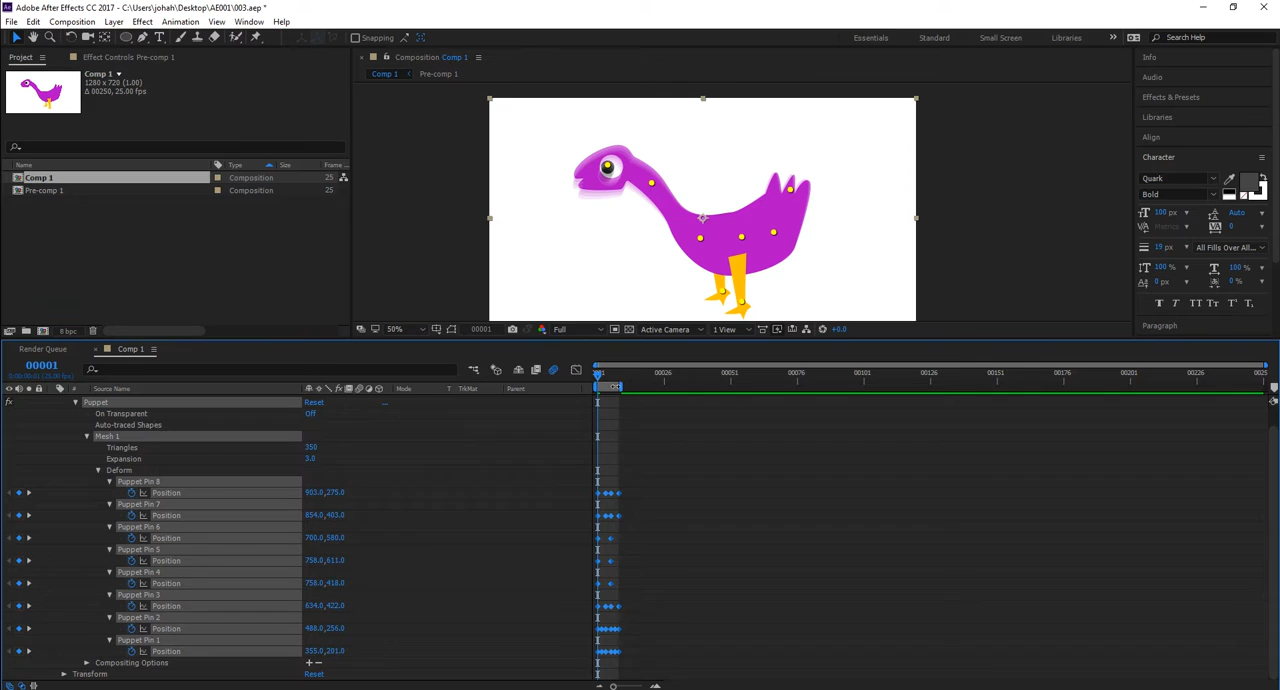 Adobe After Effects CC 2017 - C:\Users\johah\Desktop\AE001\003.aep *
File Edit Composition Layer Effect Animation View Window Help
Snapping Essentials Standard Small Screen Libraries Search Help
Project Effect Controls Pre-comp 1 Composition Comp 1 Info
Comp 1 Pre-comp 1
Comp 1
1280 x 720 (1.00)
Δ 00250, 25.00 fps
Audio
Effects & Presets
Libraries
Align
Character
Name Type Size Frame...
Comp 1 Composition 25
Pre-comp 1 Composition 25
Quark
Bold
100 px Auto
Metrics 0
19 px All Fills Over All...
100 % 100 %
0 px 0 %
T T TT Tt T' T,
Paragraph
8 bpc 50% 00001 Full Active Camera 1 View +0.0
Render Queue Comp 1
00001
00026 00051 00076 00101 00126 00151 00176 00201 00226 0025
# Source Name Mode T TrkMat Parent
fx Puppet Reset ...
On Transparent Off
Auto-traced Shapes
Mesh 1
Triangles 350
Expansion 3.0
Deform
Puppet Pin 8
Position 903.0,275.0
Puppet Pin 7
Position 854.0,403.0
Puppet Pin 6
Position 700.0,580.0
Puppet Pin 5
Position 758.0,611.0
Puppet Pin 4
Position 758.0,418.0
Puppet Pin 3
Position 634.0,422.0
Puppet Pin 2
Position 488.0,256.0
Puppet Pin 1
Position 355.0,201.0
Compositing Options + −
Transform Reset